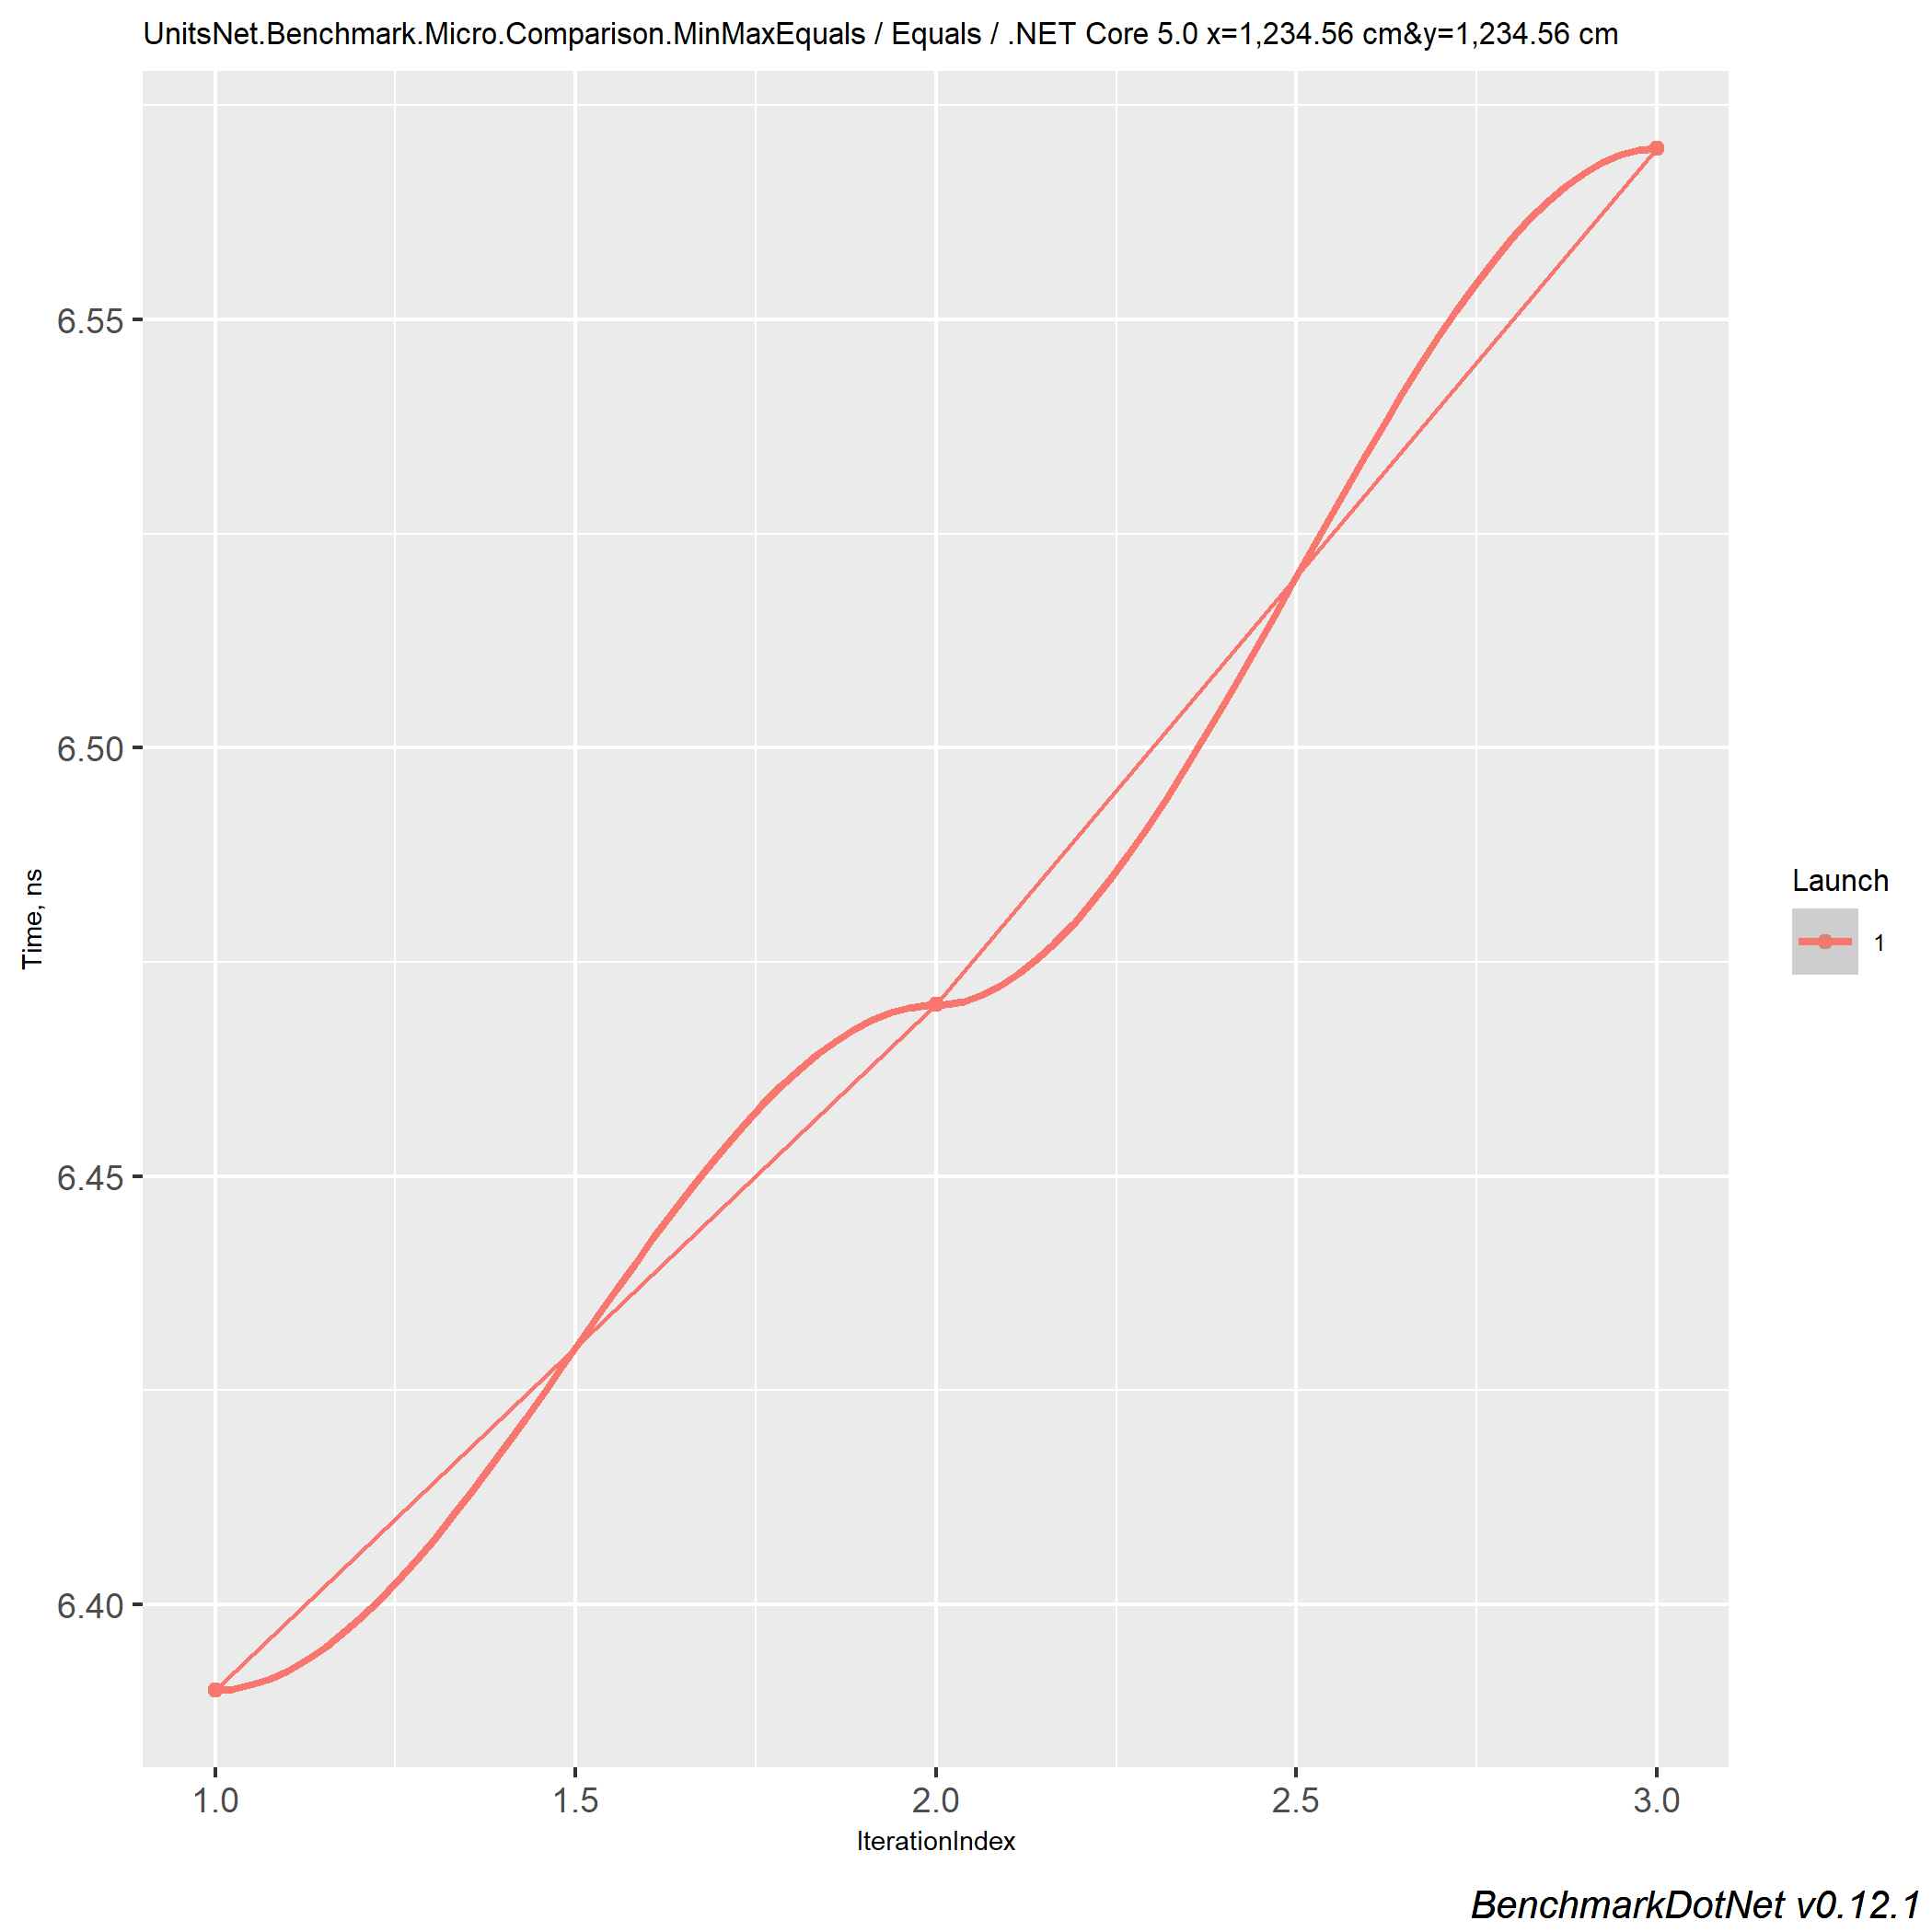 UnitsNet.Benchmark.Micro.Comparison.MinMaxEquals / Equals / .NET Core 5.0 x=1,234.56 cm&y=1,234.56 cm
6.55
6.50
6.45
6.40
Time, ns
1.0 1.5 2.0 2.5 3.0
IterationIndex
Launch
1
BenchmarkDotNet v0.12.1